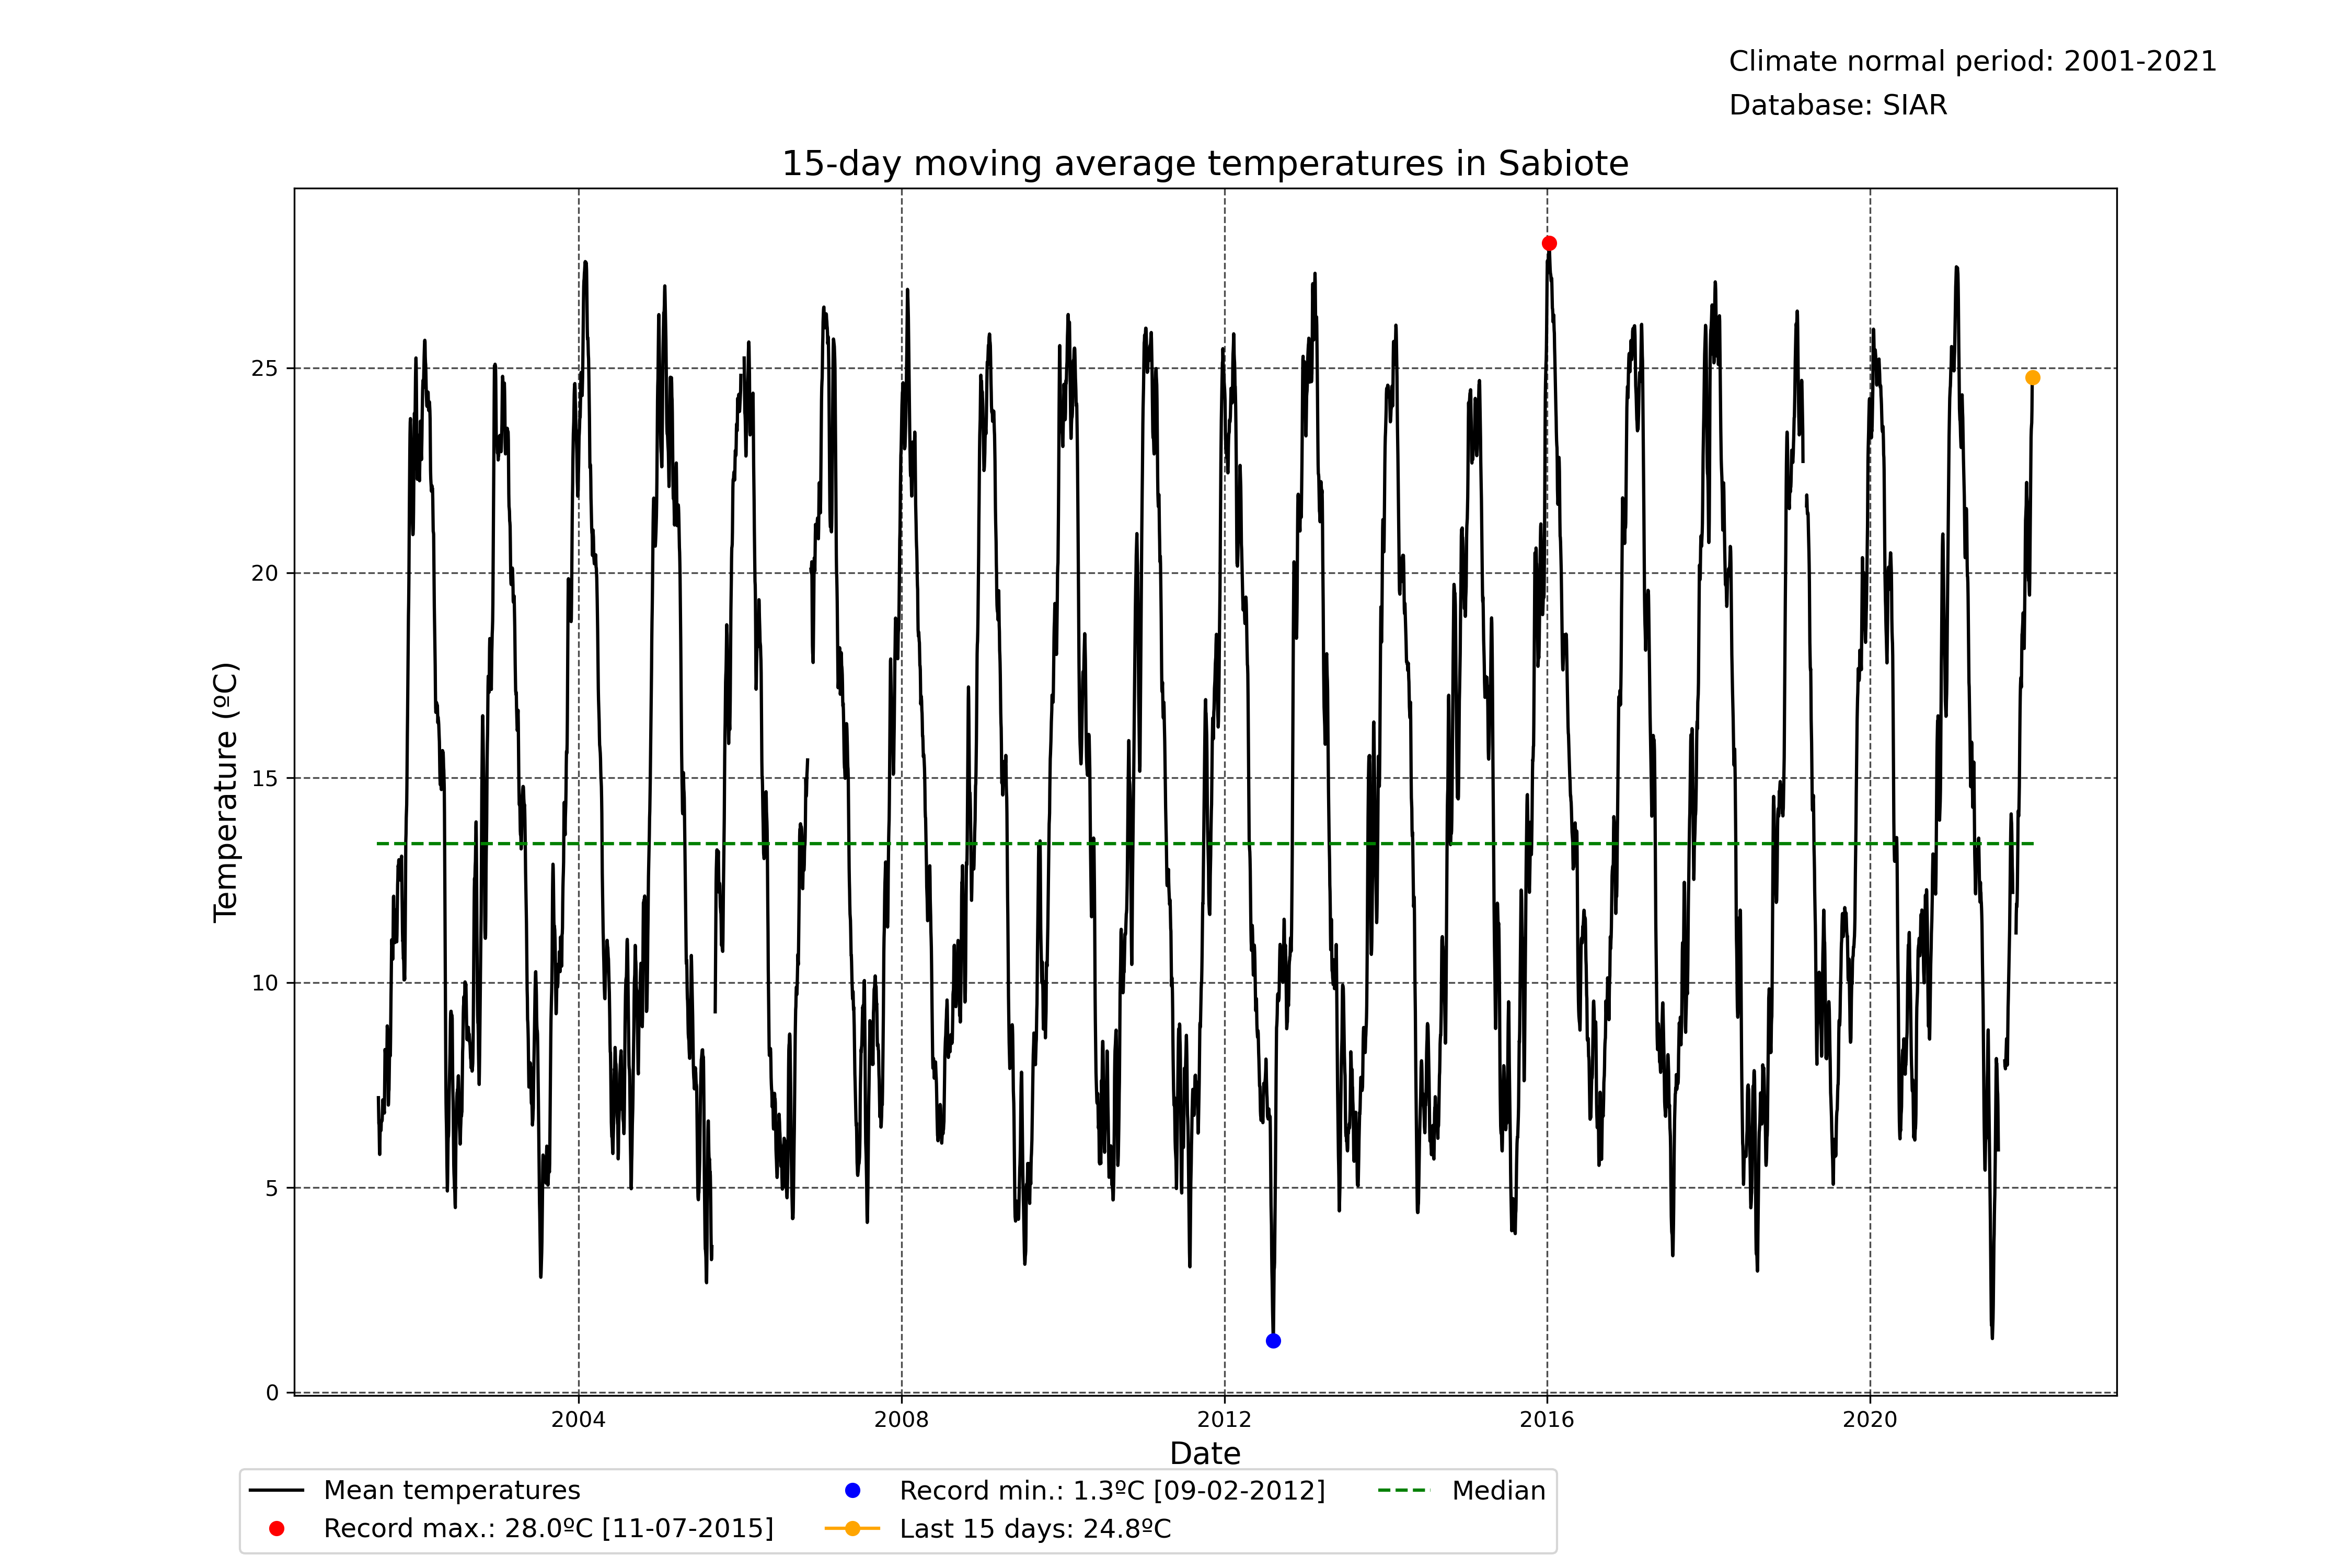 Climate normal period: 2001-2021
Database: SIAR
15-day moving average temperatures in Sabiote
Temperature (ºC)
25
20
15
10
5
0
2004
2008
2012
2016
2020
Date
Mean temperatures
Record max.: 28.0ºC [11-07-2015]
Record min.: 1.3ºC [09-02-2012]
Last 15 days: 24.8ºC
Median